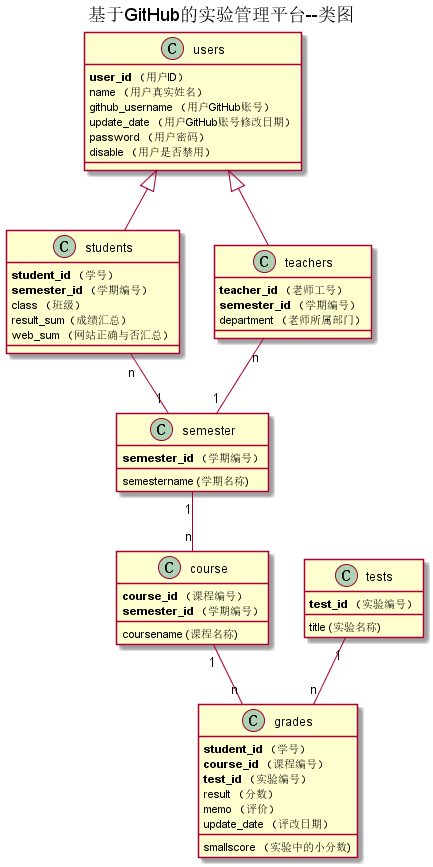 基于GitHub的实验管理平台--类图
C users
user_id （用户ID）
name （用户真实姓名）
github_username （用户GitHub账号）
update_date （用户GitHub账号修改日期）
password （用户密码）
disable （用户是否禁用）
C students
student_id （学号）
semester_id （学期编号）
class （班级）
result_sum（成绩汇总）
web_sum （网站正确与否汇总）
C teachers
teacher_id （老师工号）
semester_id （学期编号）
department （老师所属部门）
n
n
1
1
C semester
semester_id （学期编号）
semestername (学期名称)
1
n
C course
course_id （课程编号）
semester_id （学期编号）
coursename (课程名称)
C tests
test_id （实验编号）
title (实验名称)
1
1
n
n
C grades
student_id （学号）
course_id （课程编号）
test_id （实验编号）
result （分数）
memo （评价）
update_date （评改日期）
smallscore （实验中的小分数)